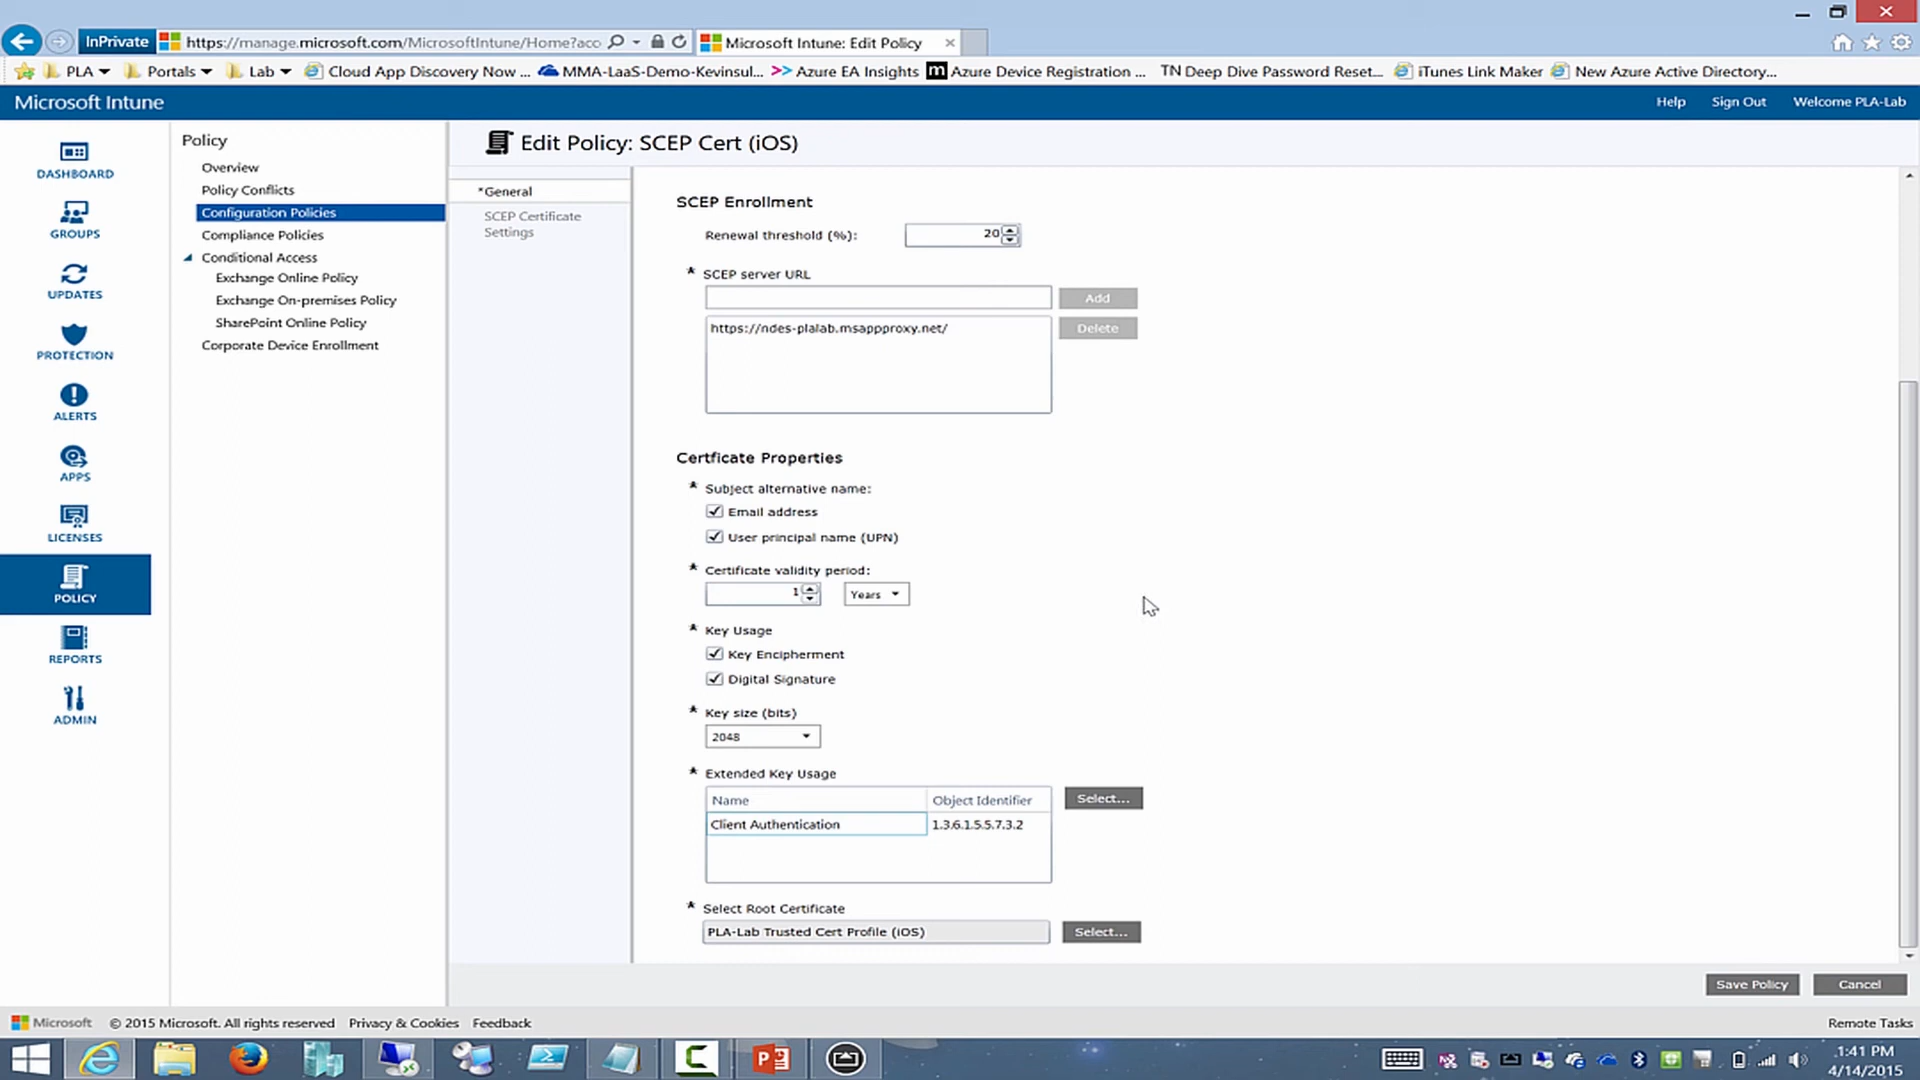 InPrivate https://manage.microsoft.com/MicrosoftIntune/Home?acco Microsoft Intune: Edit Policy
PLA Portals Lab Cloud App Discovery Now ... MMA-LaaS-Demo-Kevinsul... Azure EA Insights m Azure Device Registration ... TN Deep Dive Password Reset... iTunes Link Maker New Azure Active Directory...
Microsoft Intune Help Sign Out Welcome PLA-Lab
DASHBOARD
GROUPS
UPDATES
PROTECTION
ALERTS
APPS
LICENSES
POLICY
REPORTS
ADMIN
Policy
Overview
Policy Conflicts
Configuration Policies
Compliance Policies
Conditional Access
Exchange Online Policy
Exchange On-premises Policy
SharePoint Online Policy
Corporate Device Enrollment
Edit Policy: SCEP Cert (iOS)
*General
SCEP Certificate
Settings
SCEP Enrollment
Renewal threshold (%): 20
* SCEP server URL
Add
https://ndes-plalab.msappproxy.net/ Delete
Certficate Properties
* Subject alternative name:
Email address
User principal name (UPN)
* Certificate validity period:
1 Years
* Key Usage
Key Encipherment
Digital Signature
* Key size (bits)
2048
* Extended Key Usage
Name Object Identifier Select...
Client Authentication 1.3.6.1.5.5.7.3.2
* Select Root Certificate
PLA-Lab Trusted Cert Profile (iOS) Select...
Save Policy Cancel
Microsoft © 2015 Microsoft. All rights reserved Privacy & Cookies Feedback Remote Tasks
1:41 PM
4/14/2015